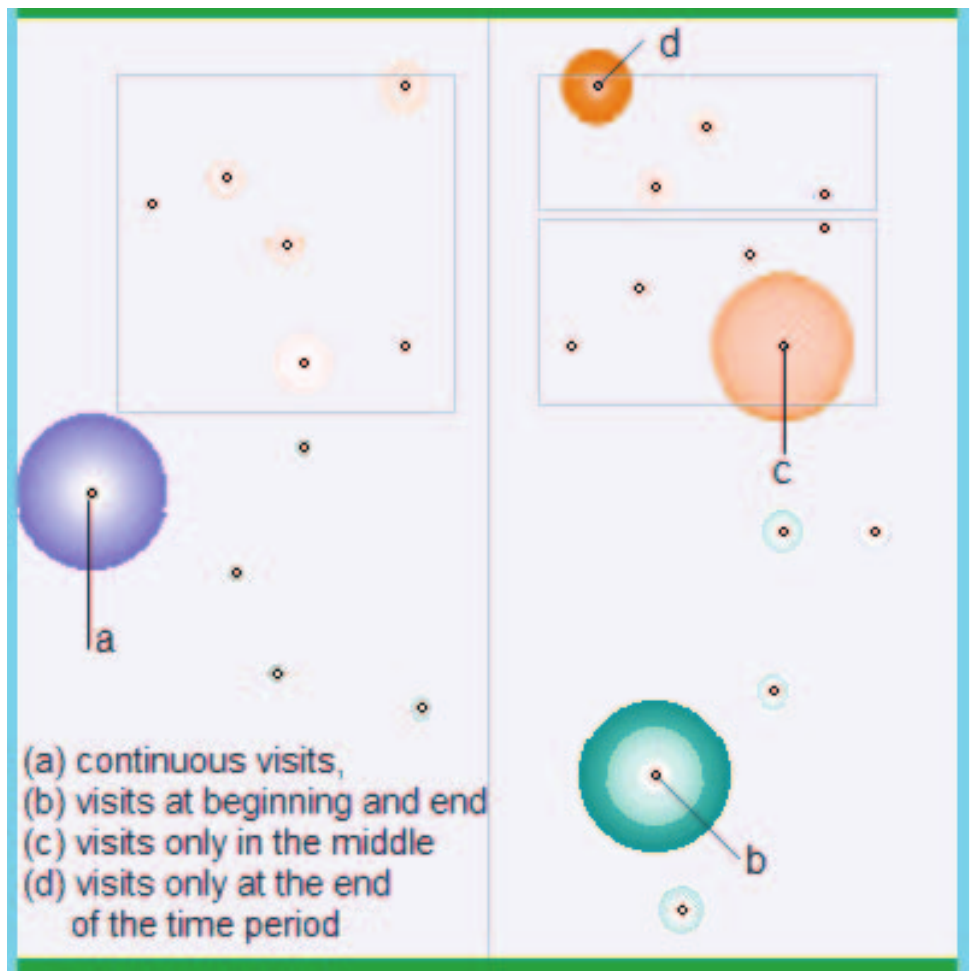 d
c
a
(a) continuous visits,
(b) visits at beginning and end
(c) visits only in the middle
(d) visits only at the end
of the time period
b